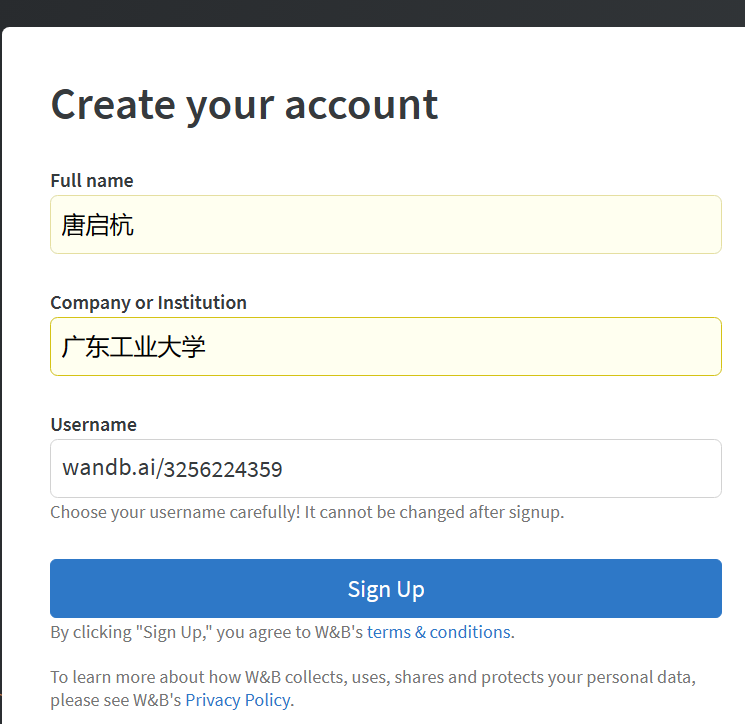 Create your account
Full name
唐启杭
Company or Institution
广东工业大学
Username
wandb.ai/3256224359
Choose your username carefully! It cannot be changed after signup.
Sign Up
By clicking "Sign Up," you agree to W&B's terms & conditions.
To learn more about how W&B collects, uses, shares and protects your personal data,
please see W&B's Privacy Policy.